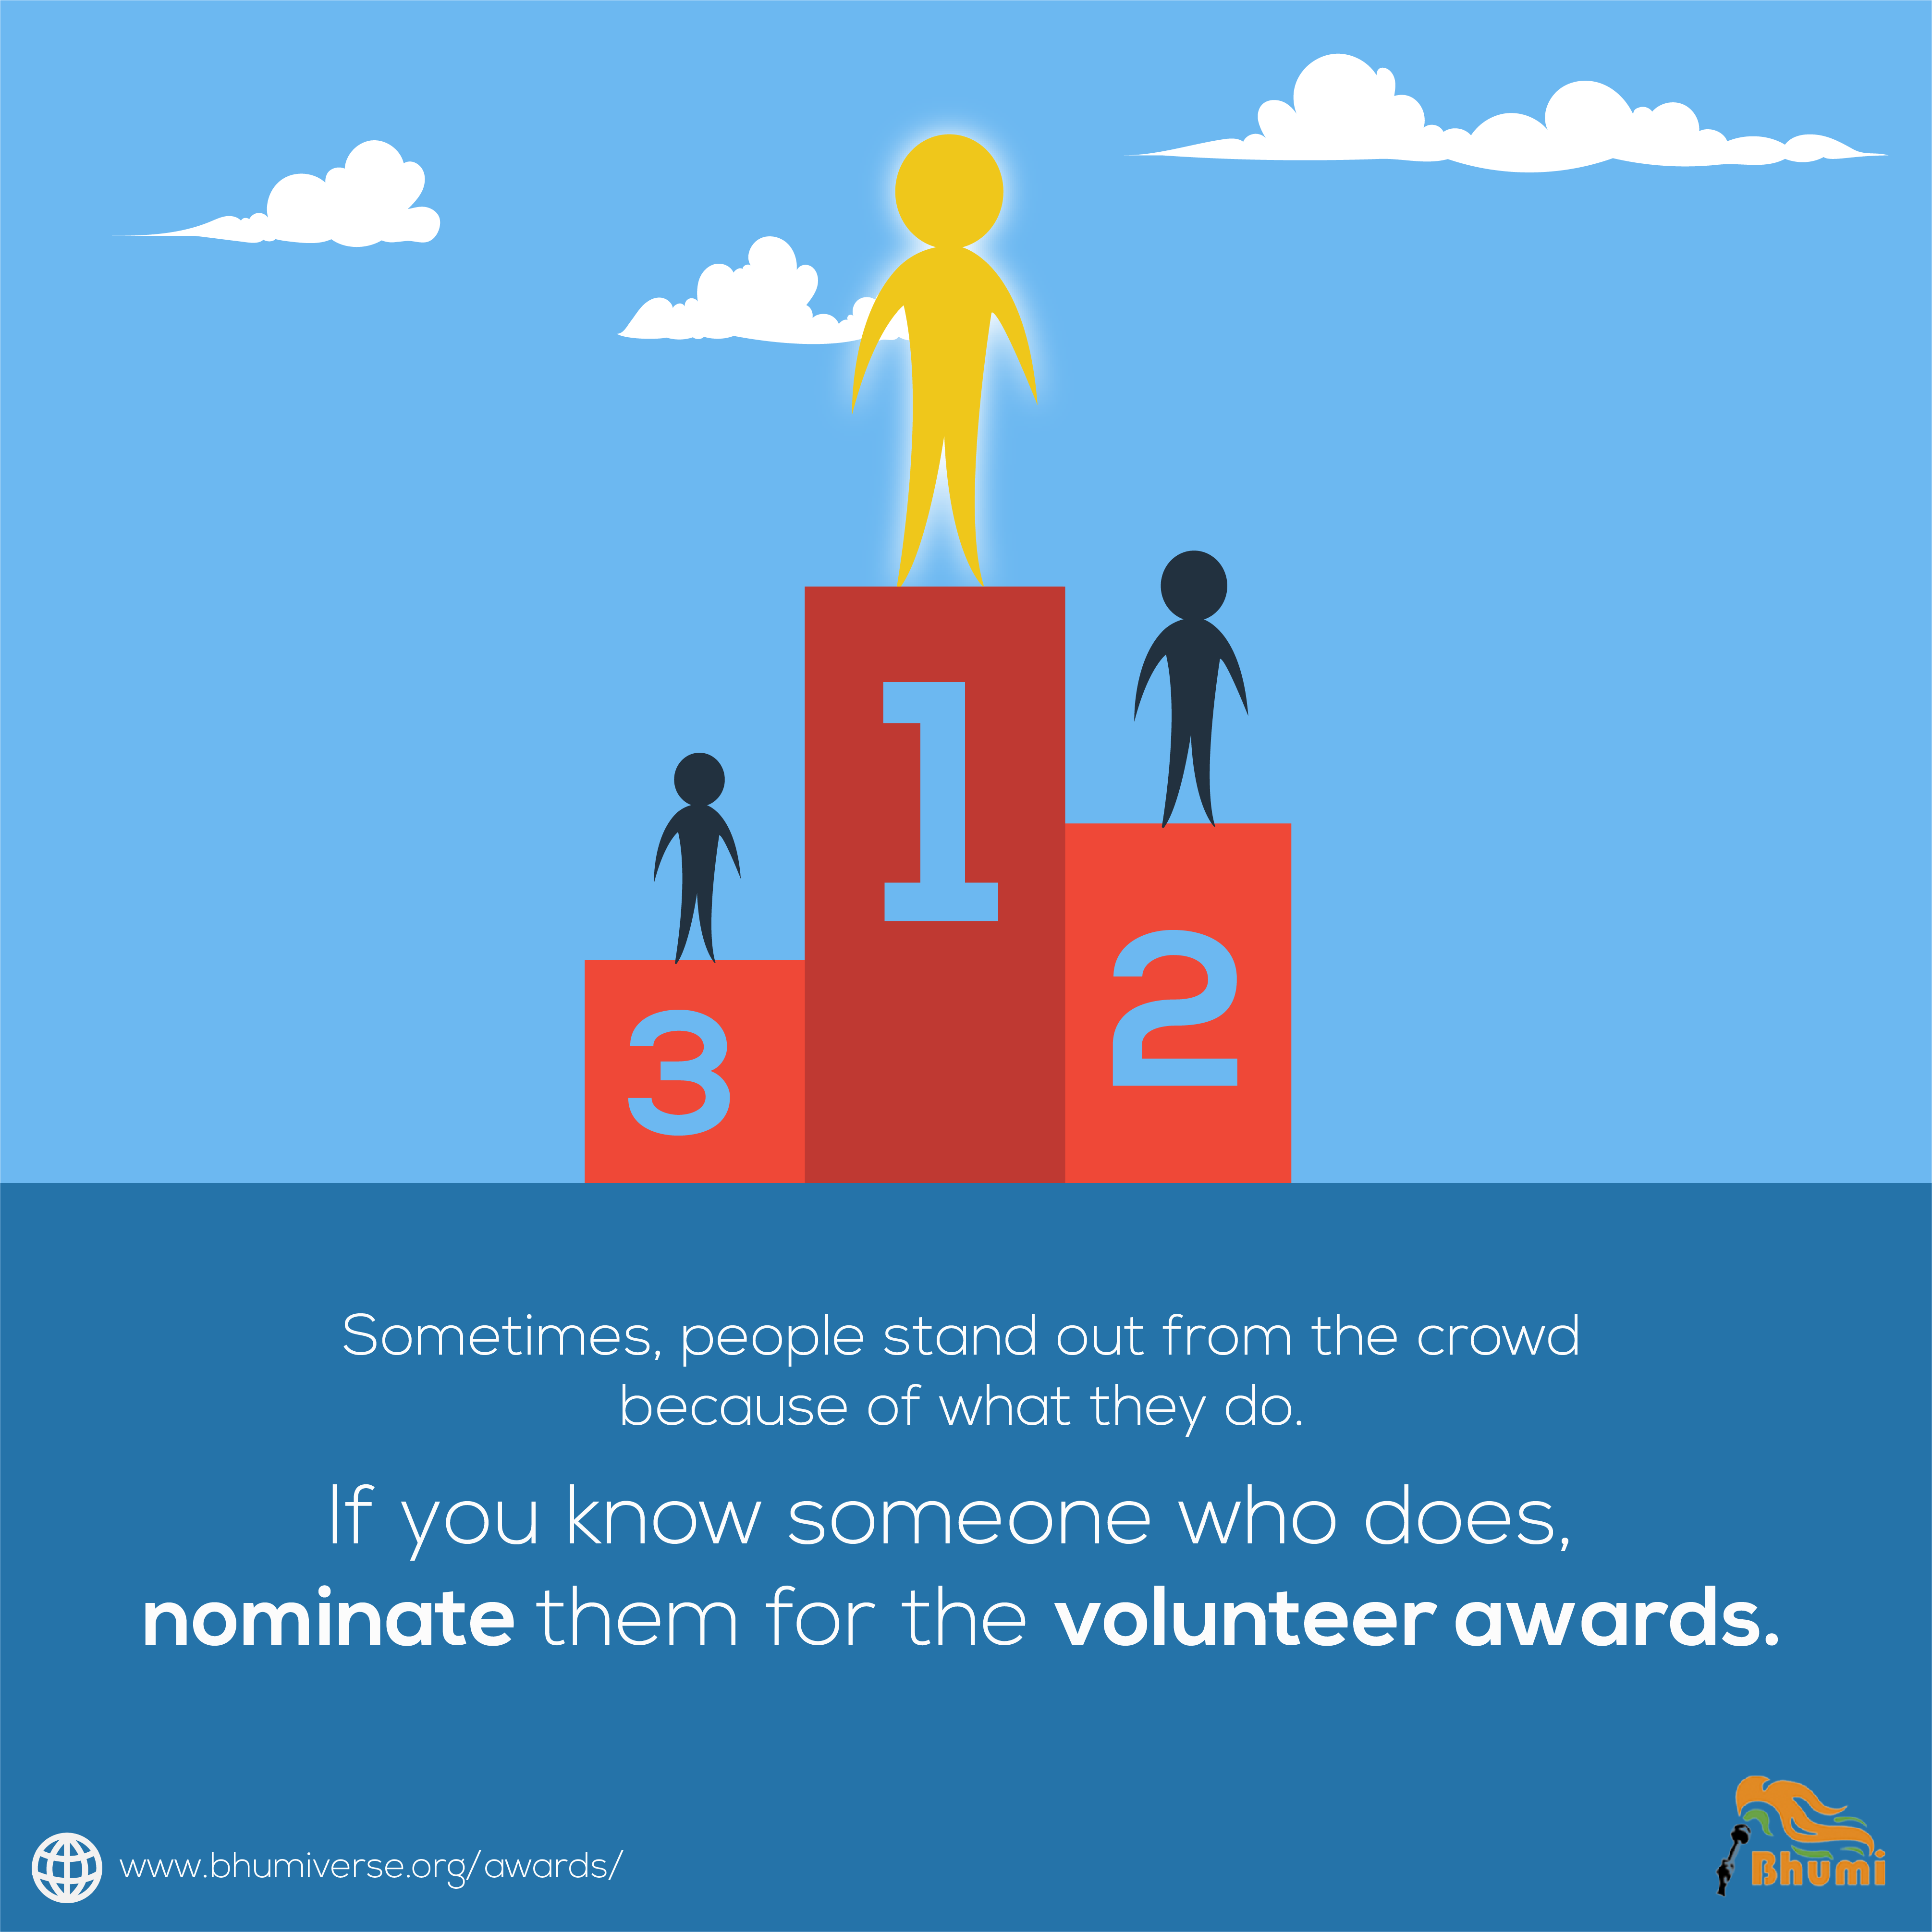 1
2
3
Sometimes, people stand out from the crowd
because of what they do.
If you know someone who does,
nominate them for the volunteer awards.
www.bhumiverse.org/awards/
Bhumi